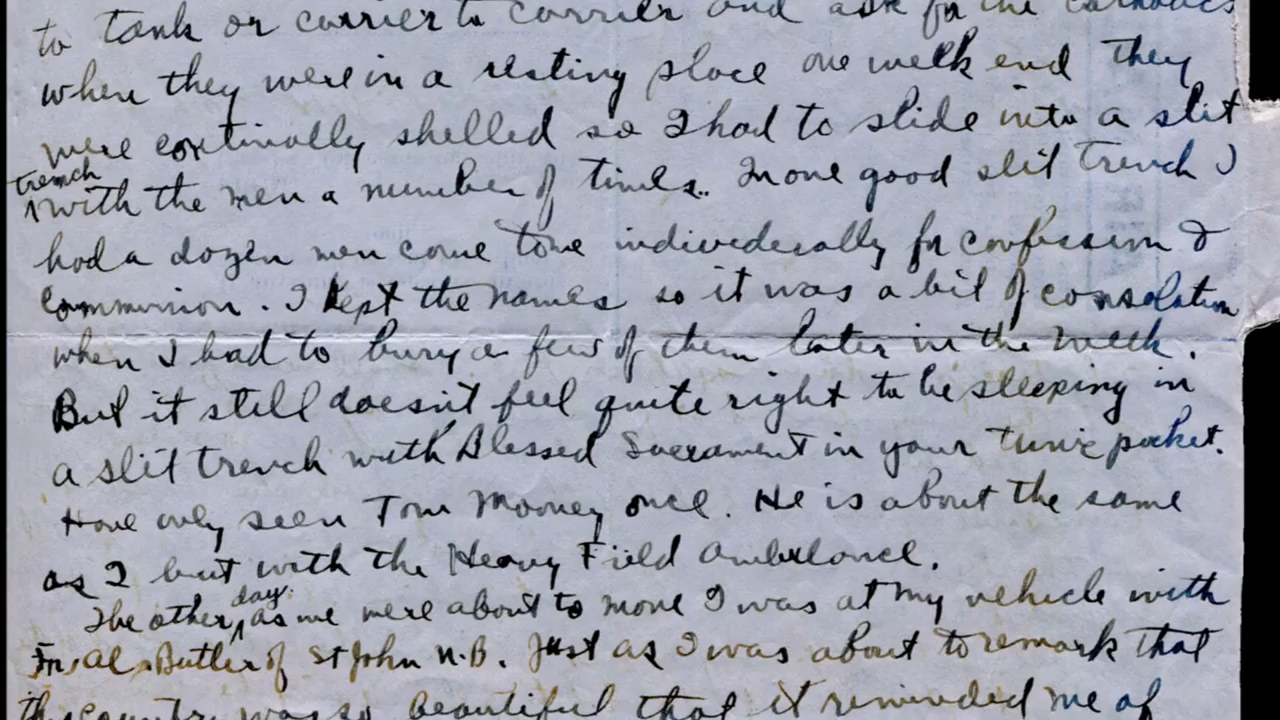 to tank or carrier to carrier and ask for the catholics
where they were in a resting place one week end they
were continually shelled so I had to slide into a slit
trench
with the men a number of times.. In one good slit trench I
had a dozen men come to me individerally for confession &
Communion. I kept the names so it was a bit of consolation
when I had to bury a few of them later in the week.
But it still doesn't feel quite right to be sleeping in
a slit trench with Blessed Sacrament in your tunic pocket.
Have only seen Tom Mooney once. He is about the same
as I but with the Heavy Field Ambulance.
day
The other as we were about to move I was at my vehicle with
Fr. Al Butler of St John N.B. Just as I was about to remark that
the country was so beautiful that it reminded me of